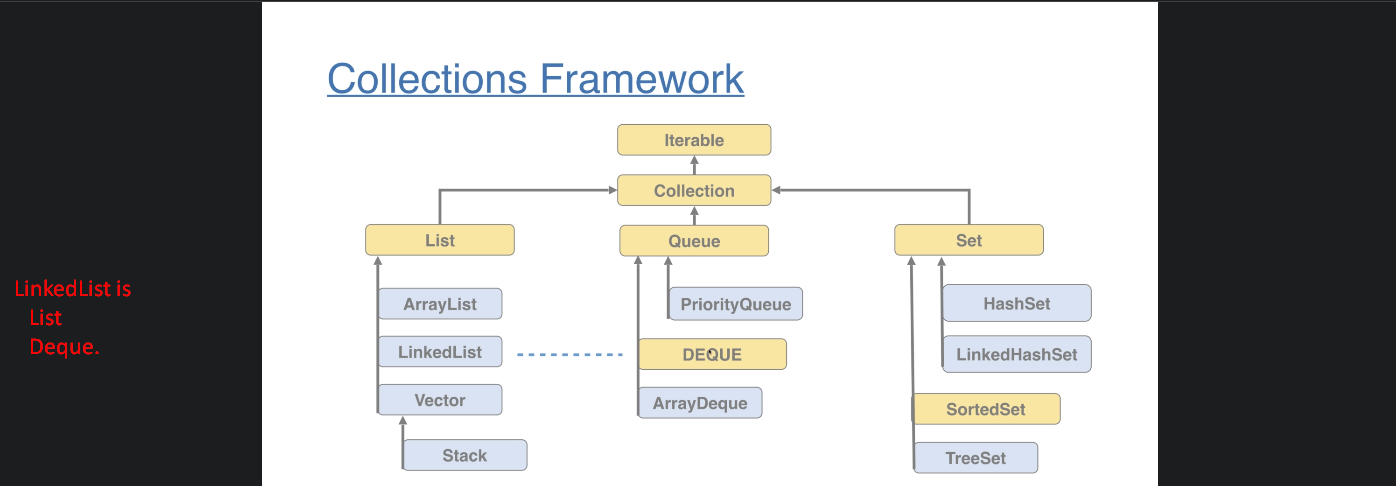 Collections Framework
Iterable
Collection
List
Queue
Set
ArrayList
PriorityQueue
HashSet
LinkedList
DEQUE
LinkedHashSet
Vector
ArrayDeque
SortedSet
Stack
TreeSet
LinkedList is
List
Deque.